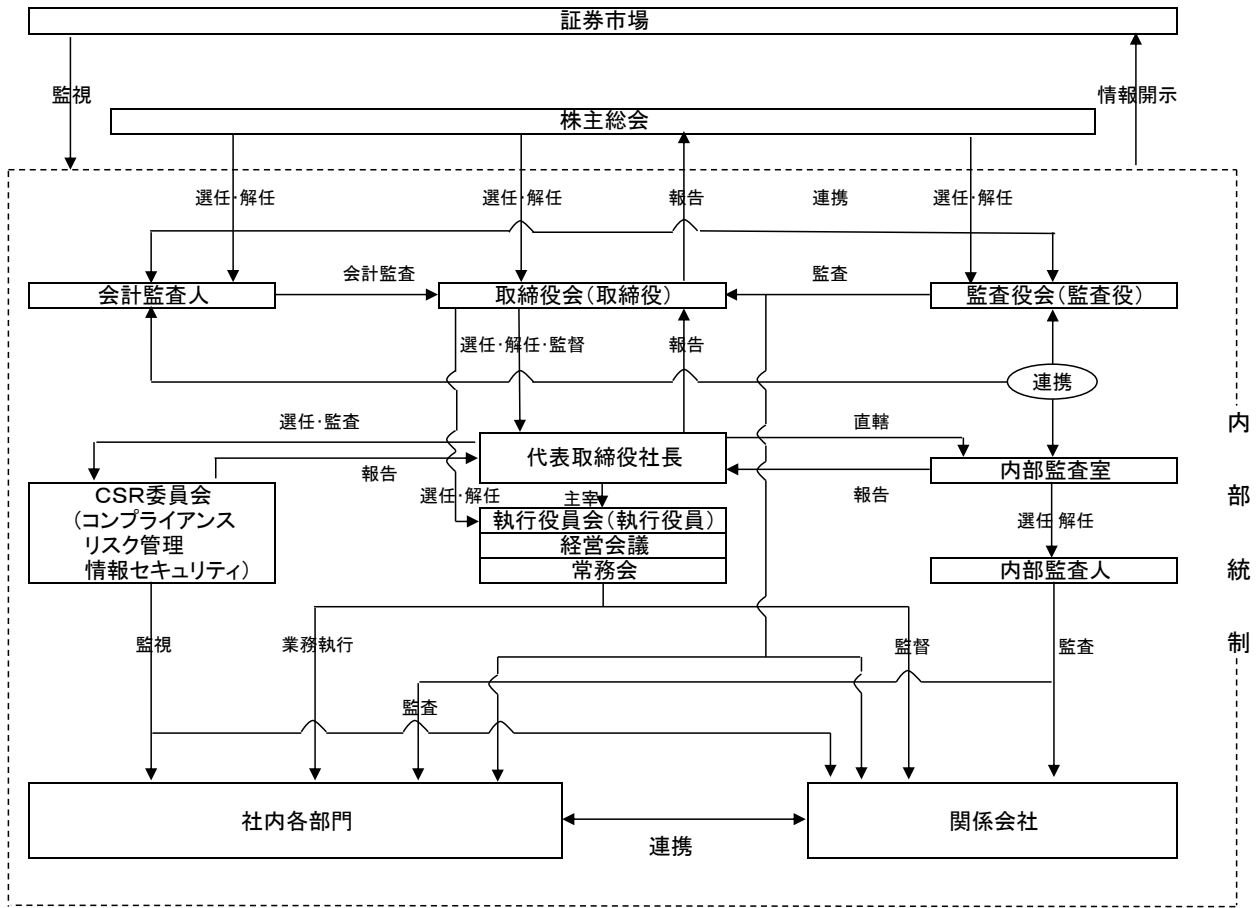 証券市場
監視
情報開示
株主総会
選任・解任
選任・解任
報告
連携
選任・解任
会計監査
監査
会計監査人
取締役会(取締役)
監査役会(監査役)
選任・解任・監督
報告
連携
選任・監査
直轄
内
代表取締役社長
内部監査室
報告
報告
CSR委員会
(コンプライアンス
リスク管理
情報セキュリティ)
選任・解任
主宰
部
執行役員会(執行役員)
選任・解任
経営会議
常務会
内部監査人
統
監視
業務執行
監督
監査
制
監査
社内各部門
関係会社
連携